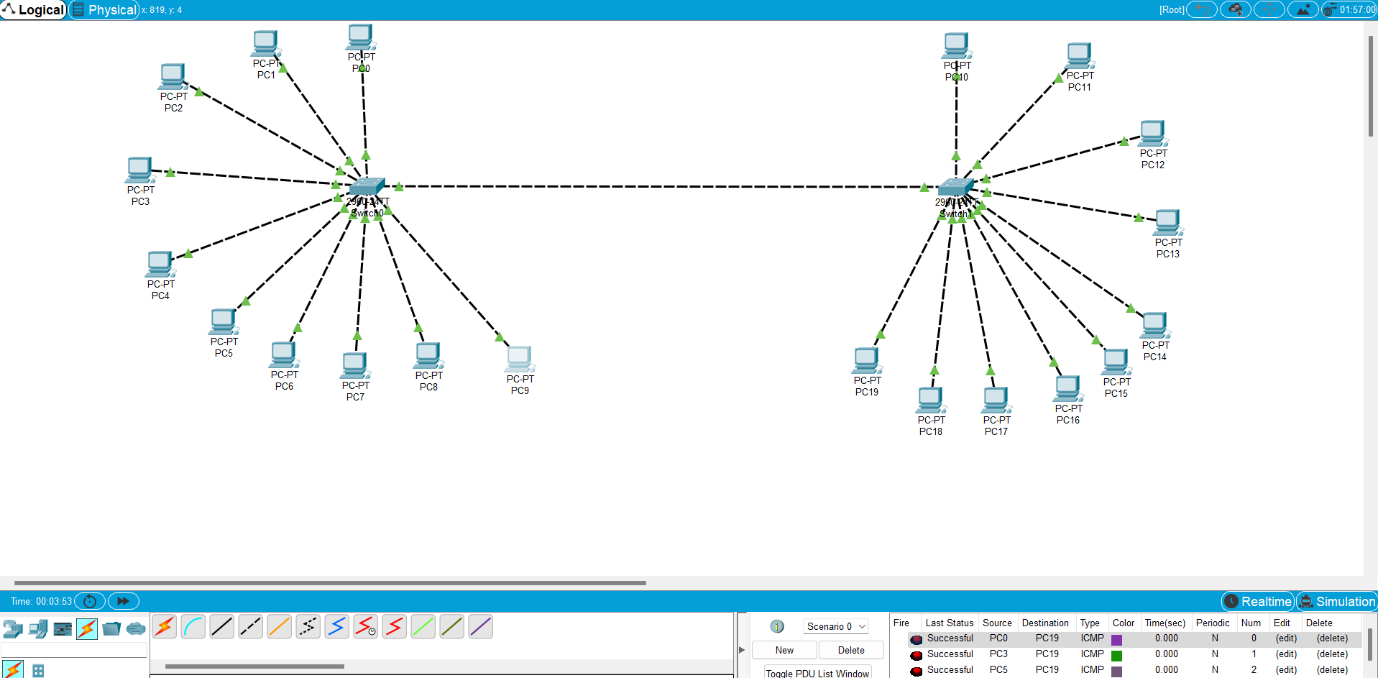 Logical Physical x: 819, y: 4 [Root] 01:57:00
PC-PT
PC0
PC-PT
PC1
PC-PT
PC2
PC-PT
PC3
PC-PT
PC4
PC-PT
PC5
PC-PT
PC6
PC-PT
PC7
PC-PT
PC8
PC-PT
PC9
2960-24TT
Switch0
PC-PT
PC10
PC-PT
PC11
PC-PT
PC12
PC-PT
PC13
PC-PT
PC14
PC-PT
PC15
PC-PT
PC16
PC-PT
PC17
PC-PT
PC18
PC-PT
PC19
2960-24TT
Switch1
Time: 00:03:53 Realtime Simulation
Scenario 0
New Delete
Toggle PDU List Window
Fire Last Status Source Destination Type Color Time(sec) Periodic Num Edit Delete
Successful PC0 PC19 ICMP 0.000 N 0 (edit) (delete)
Successful PC3 PC19 ICMP 0.000 N 1 (edit) (delete)
Successful PC5 PC19 ICMP 0.000 N 2 (edit) (delete)